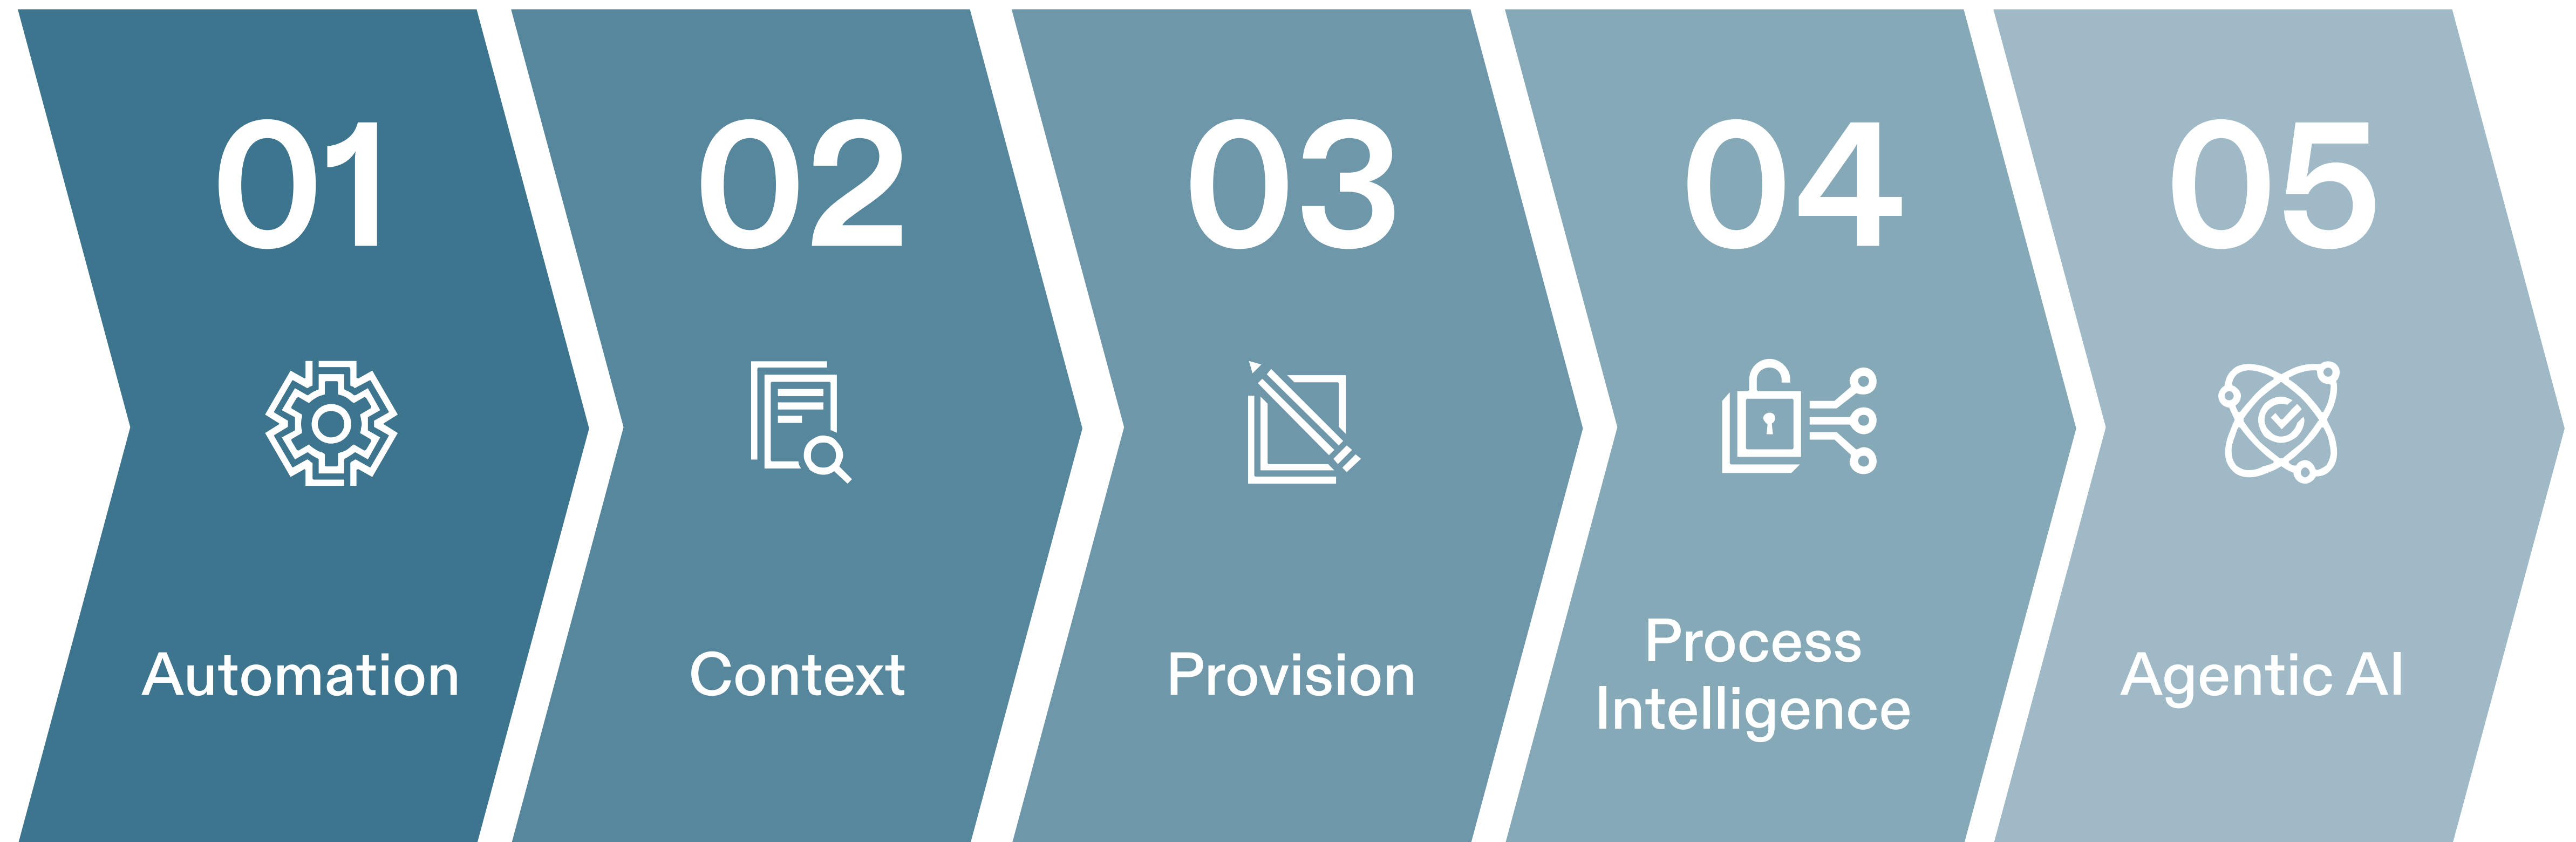 01
02
03
04
05
Automation
Context
Provision
Process
Intelligence
Agentic AI